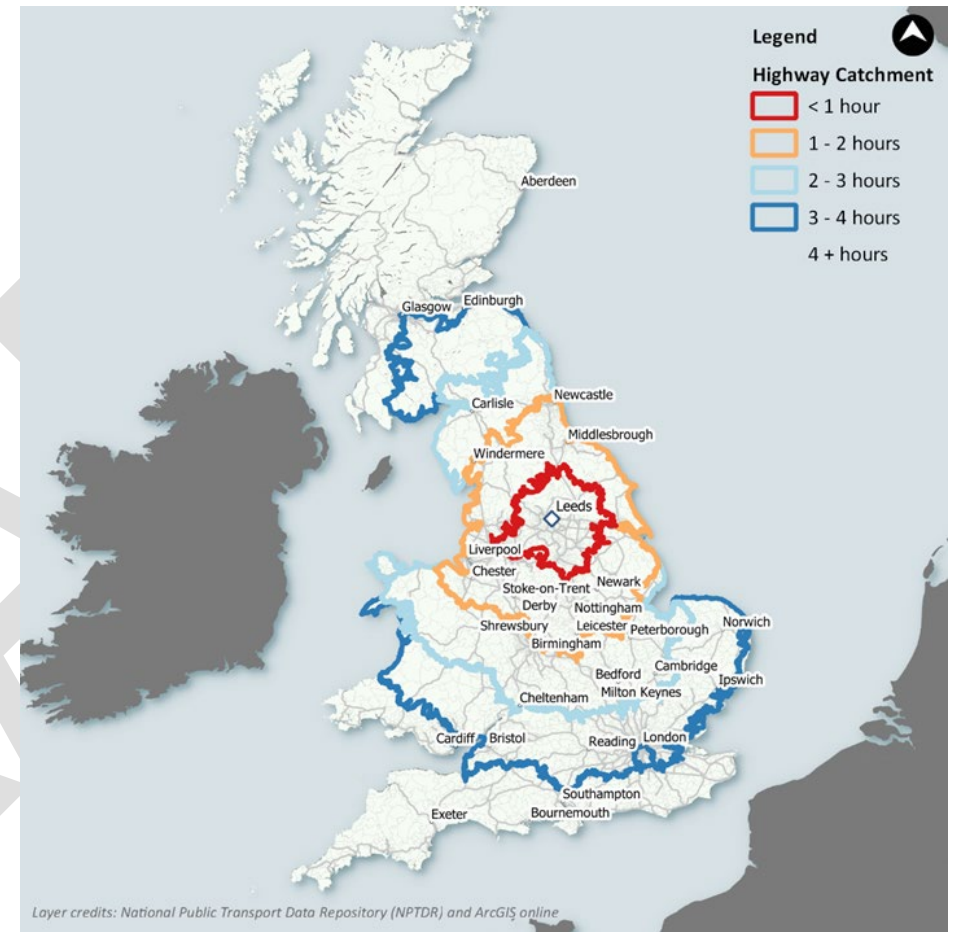 Legend
Highway Catchment
< 1 hour
1 - 2 hours
2 - 3 hours
3 - 4 hours
4 + hours
Aberdeen
Glasgow
Edinburgh
Carlisle
Newcastle
Middlesbrough
Windermere
Leeds
Liverpool
Chester
Stoke-on-Trent
Newark
Derby
Nottingham
Shrewsbury
Leicester
Peterborough
Norwich
Birmingham
Cambridge
Bedford
Ipswich
Cheltenham
Milton Keynes
Cardiff
Bristol
Reading
London
Southampton
Exeter
Bournemouth
Layer credits: National Public Transport Data Repository (NPTDR) and ArcGIS online